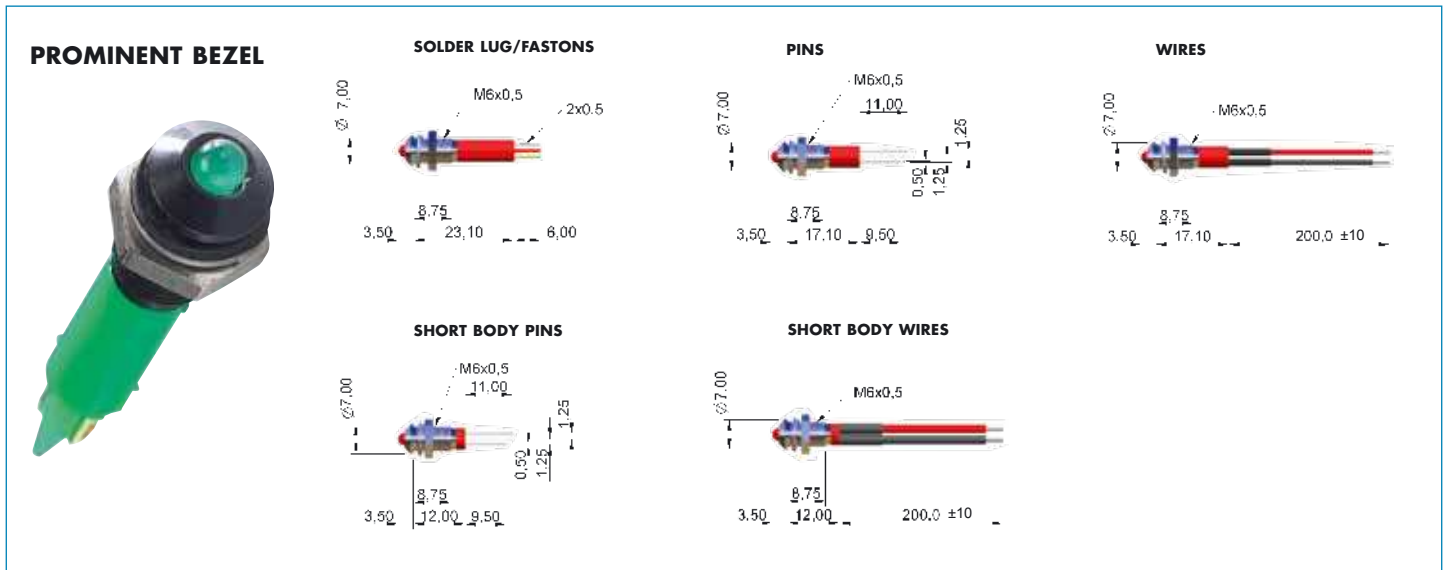 PROMINENT BEZEL
SOLDER LUG/FASTONS
Ø 7,00
M6x0,5
2x0.5
8.75
3,50 23,10 6,00
PINS
Ø7.00
M6x0,5
11,00
1.25
0,50
1,25
8.75
3,50 17,10 9,50
WIRES
Ø7,00
M6x0,5
8,75
3.50 17.10 200,0 ±10
SHORT BODY PINS
Ø7,00
M6x0,5
11,00
1,25
0,50
1,25
8,75
3,50 12,00 9,50
SHORT BODY WIRES
Ø7.00
M6x0,5
8,75
3.50 12,00 200.0 ±10